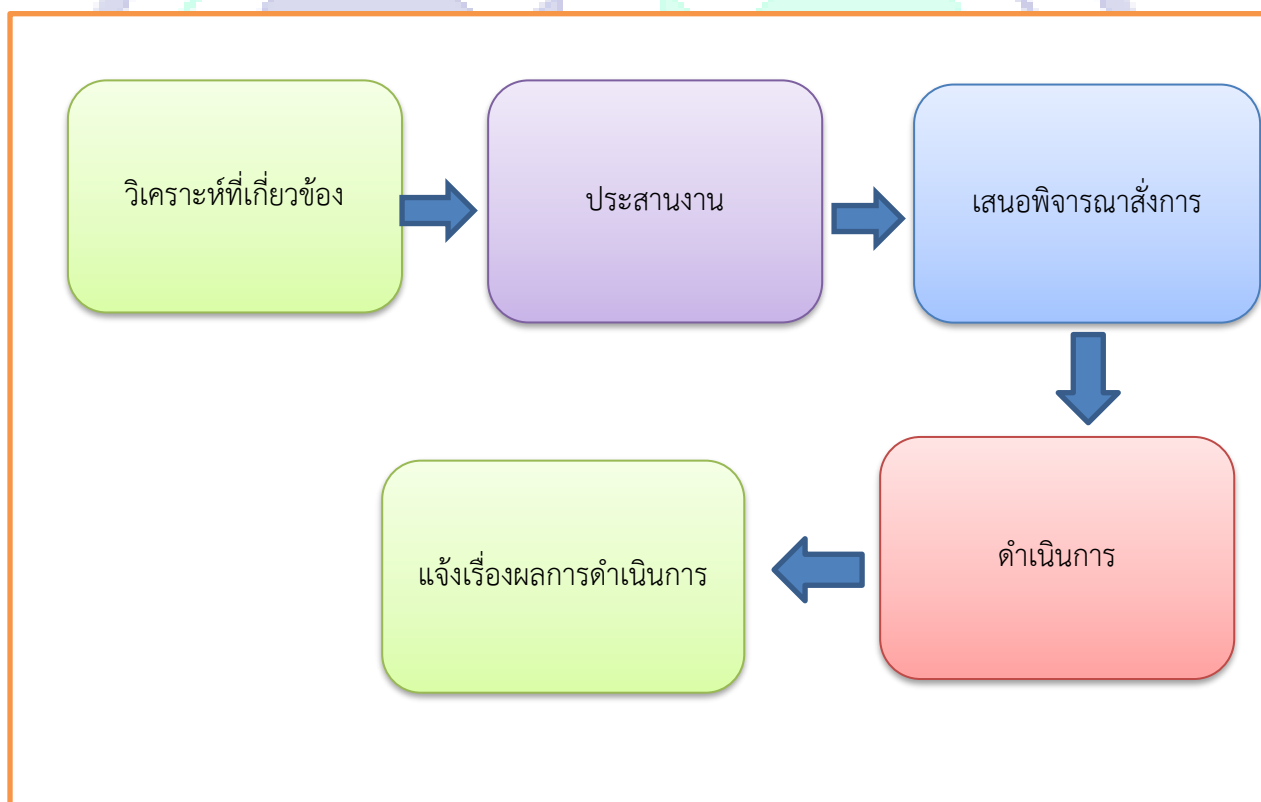 วิเคราะห์ที่เกี่ยวข้อง
ประสานงาน
เสนอพิจารณาสั่งการ
ดำเนินการ
แจ้งเรื่องผลการดำเนินการ